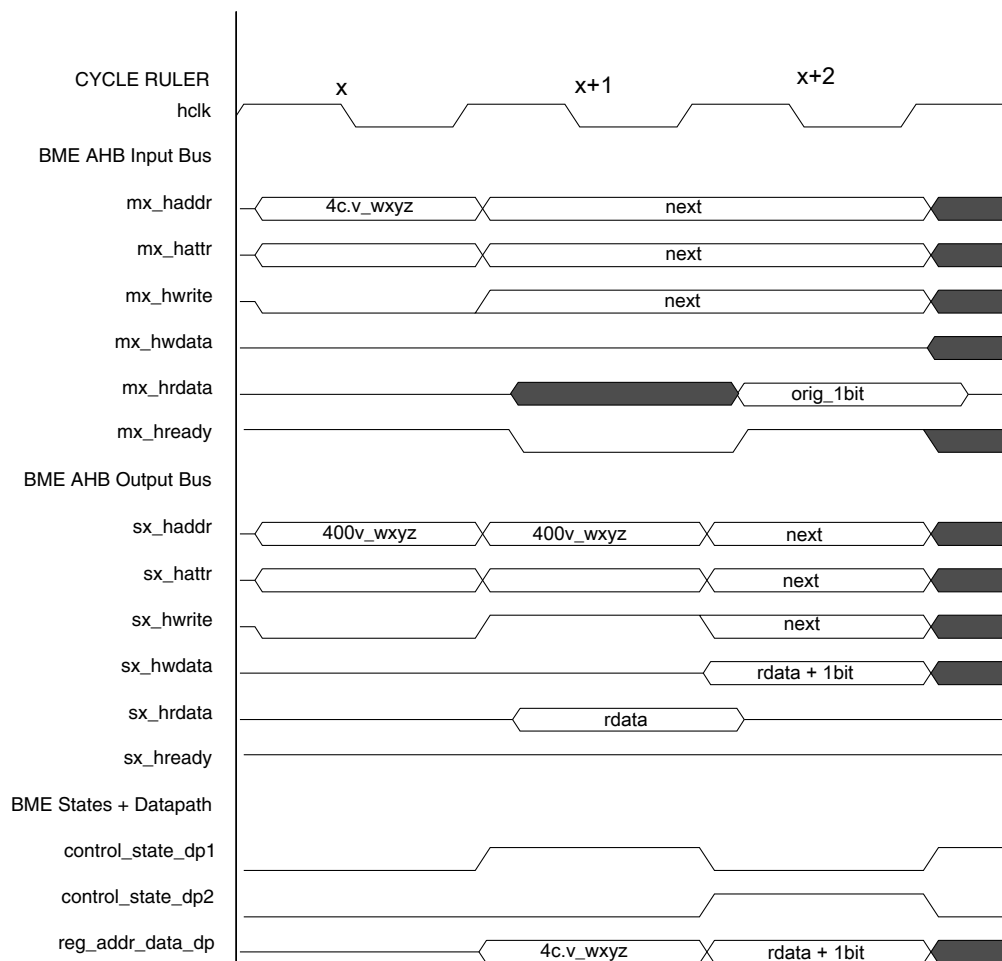 CYCLE RULER x x+1 x+2
hclk
BME AHB Input Bus
mx_haddr 4c.v_wxyz next
mx_hattr next
mx_hwrite next
mx_hwdata
mx_hrdata orig_1bit
mx_hready
BME AHB Output Bus
sx_haddr 400v_wxyz 400v_wxyz next
sx_hattr next
sx_hwrite next
sx_hwdata rdata + 1bit
sx_hrdata rdata
sx_hready
BME States + Datapath
control_state_dp1
control_state_dp2
reg_addr_data_dp 4c.v_wxyz rdata + 1bit